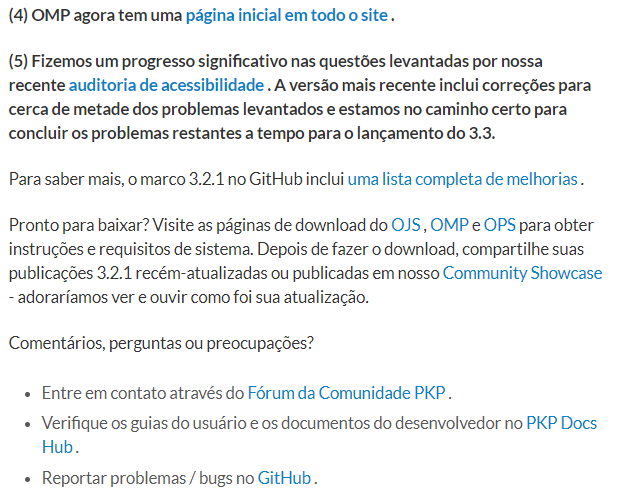 (4) OMP agora tem uma página inicial em todo o site .
(5) Fizemos um progresso significativo nas questões levantadas por nossa
recente auditoria de acessibilidade . A versão mais recente inclui correções para
cerca de metade dos problemas levantados e estamos no caminho certo para
concluir os problemas restantes a tempo para o lançamento do 3.3.
Para saber mais, o marco 3.2.1 no GitHub inclui uma lista completa de melhorias .
Pronto para baixar? Visite as páginas de download do OJS , OMP e OPS para obter
instruções e requisitos de sistema. Depois de fazer o download, compartilhe suas
publicações 3.2.1 recém-atualizadas ou publicadas em nosso Community Showcase
- adoraríamos ver e ouvir como foi sua atualização.
Comentários, perguntas ou preocupações?
• Entre em contato através do Fórum da Comunidade PKP .
• Verifique os guias do usuário e os documentos do desenvolvedor no PKP Docs
Hub .
• Reportar problemas / bugs no GitHub .